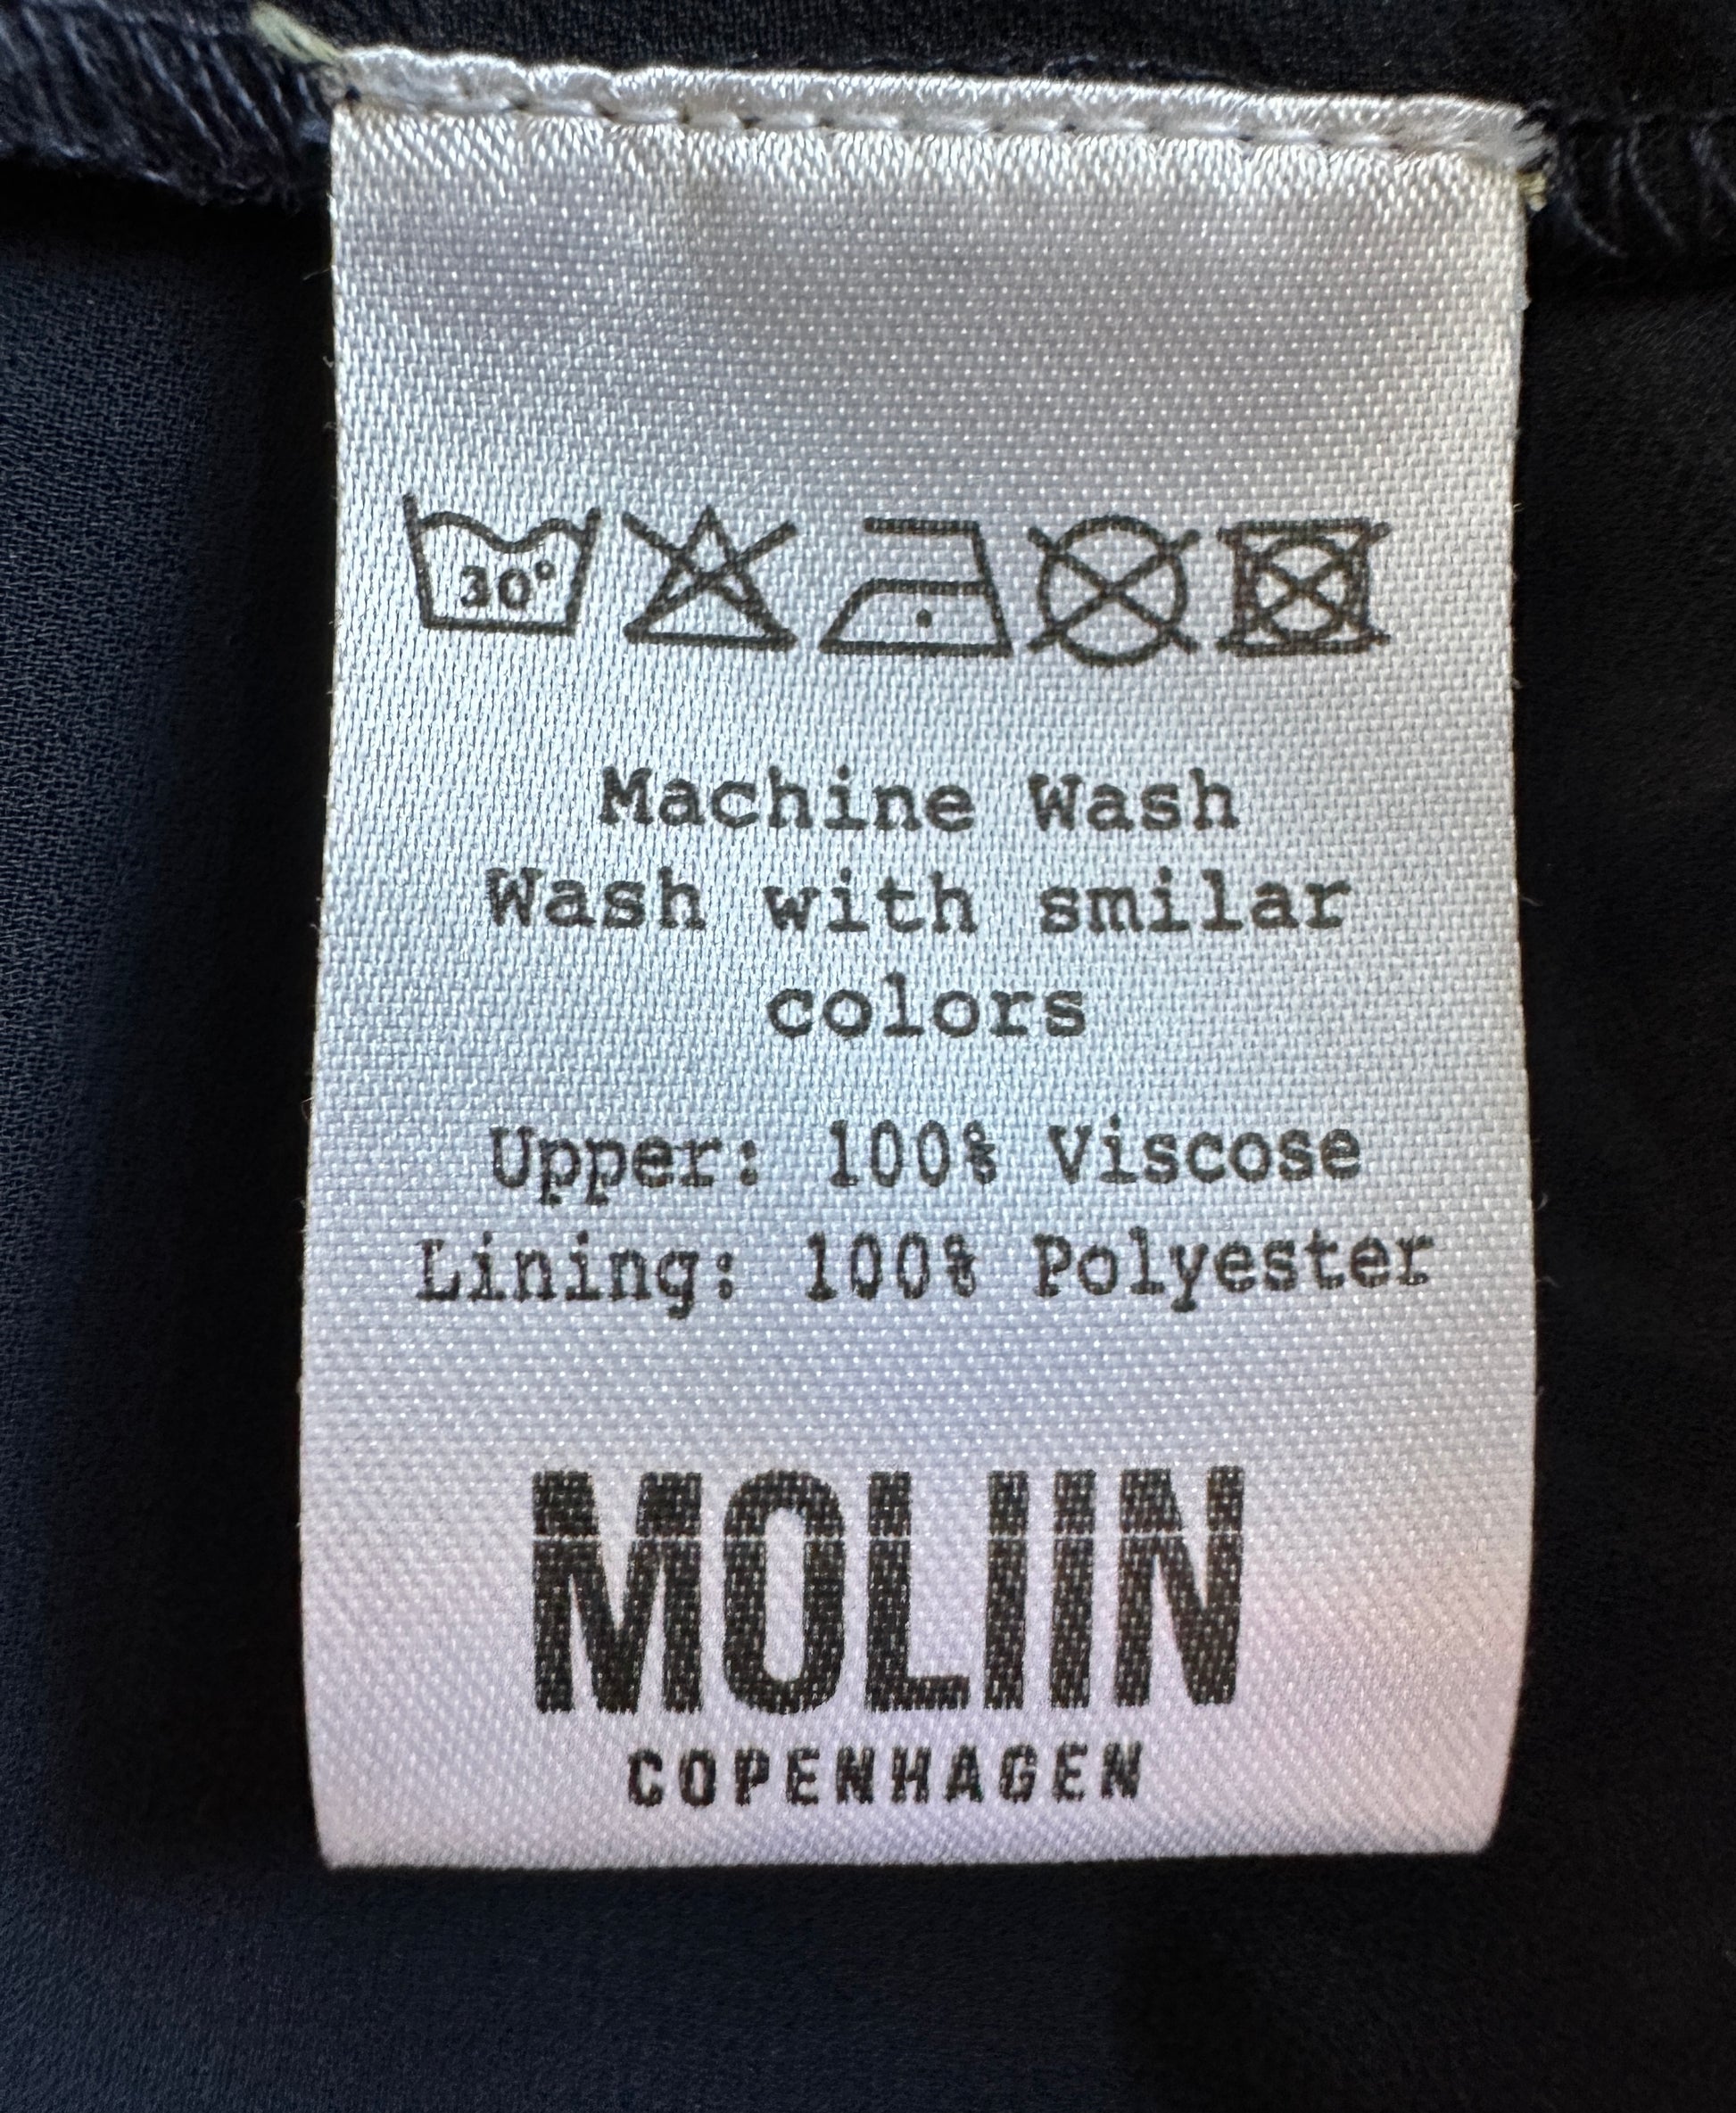 30°
Machine Wash
Wash with smilar
colors
Upper: 100% Viscose
Lining: 100% Polyester
MOLIIN
COPENHAGEN